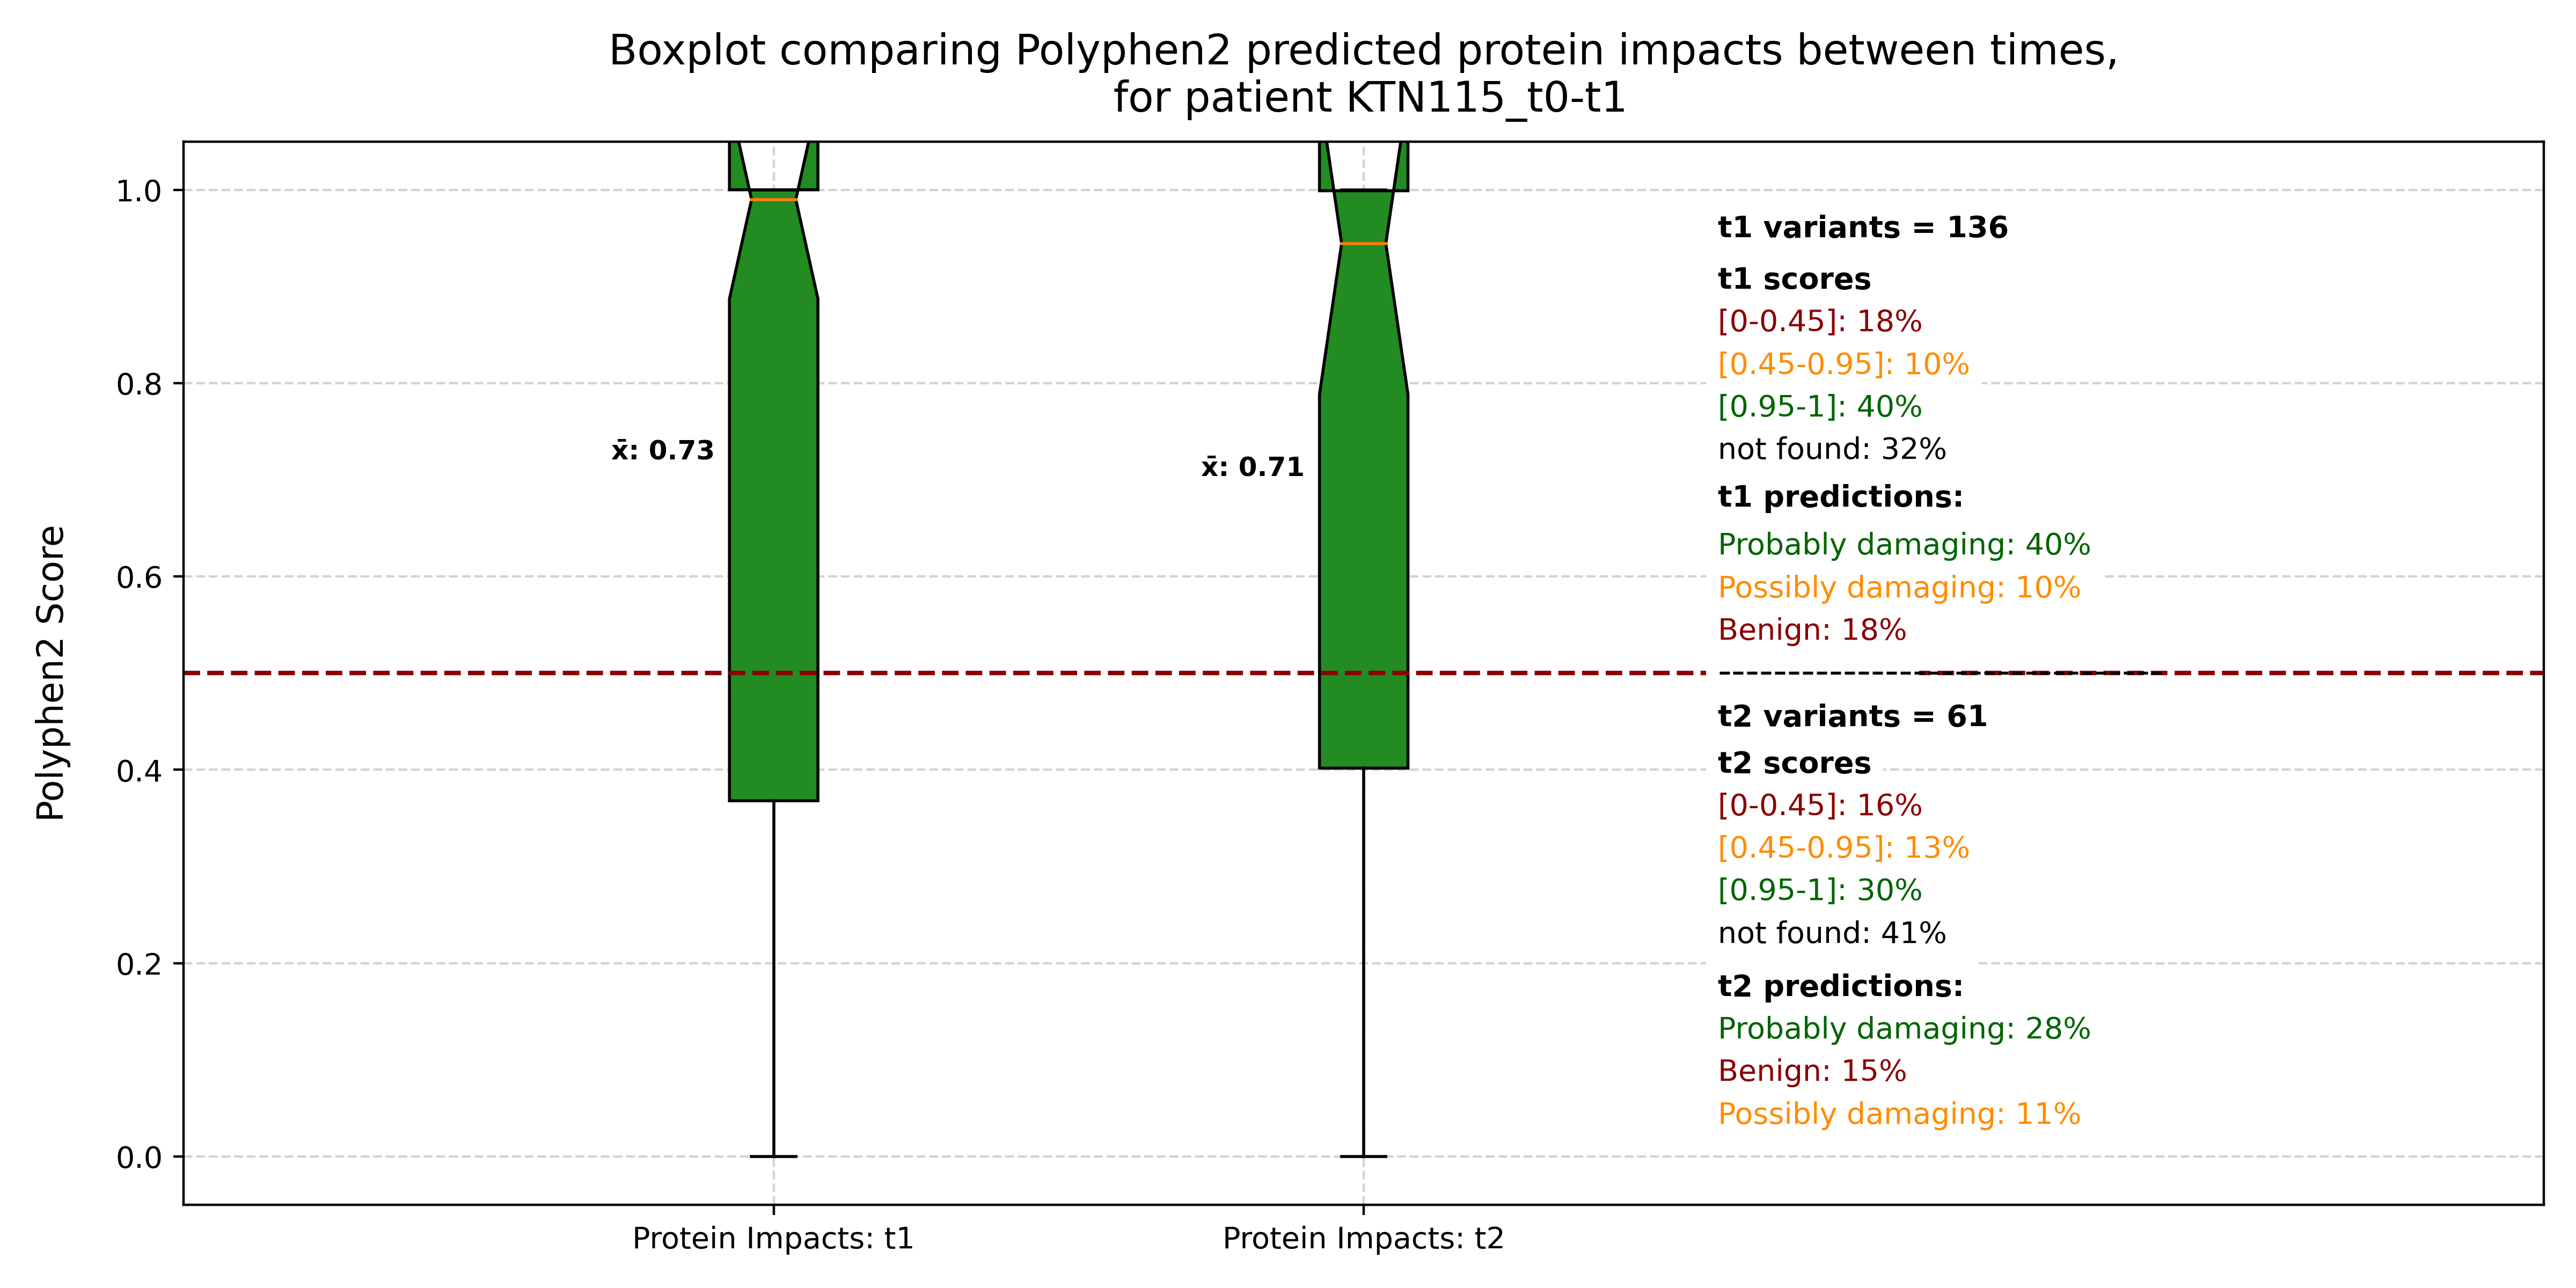 Boxplot comparing Polyphen2 predicted protein impacts between times,
for patient KTN115_t0-t1
Polyphen2 Score
1.0
0.8
0.6
0.4
0.2
0.0
x̄: 0.73
x̄: 0.71
Protein Impacts: t1
Protein Impacts: t2
t1 variants = 136
t1 scores
[0-0.45]: 18%
[0.45-0.95]: 10%
[0.95-1]: 40%
not found: 32%
t1 predictions:
Probably damaging: 40%
Possibly damaging: 10%
Benign: 18%
t2 variants = 61
t2 scores
[0-0.45]: 16%
[0.45-0.95]: 13%
[0.95-1]: 30%
not found: 41%
t2 predictions:
Probably damaging: 28%
Benign: 15%
Possibly damaging: 11%